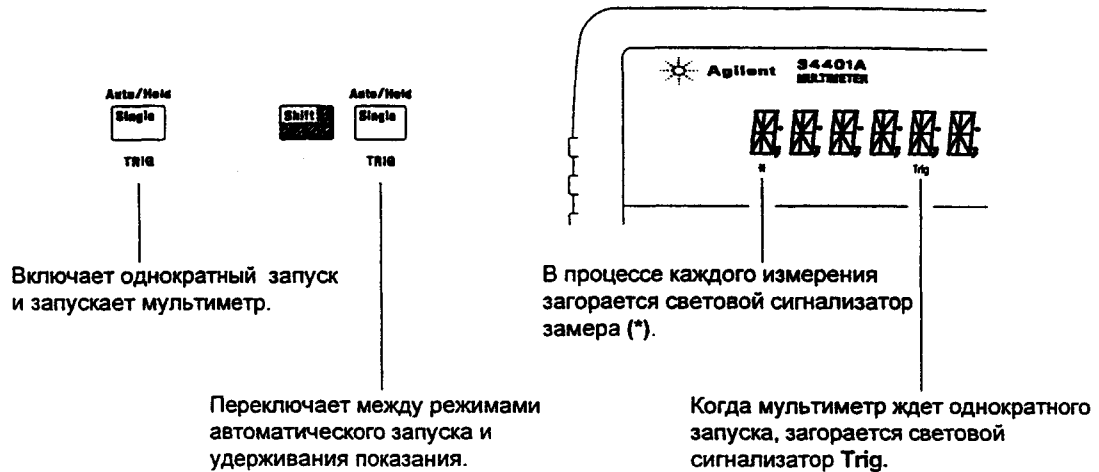 Agilent 34401A
MULTIMETER
Auto/Hold
Single
TRIG
Shift
Auto/Hold
Single
TRIG
*
Trig
Включает однократный запуск
и запускает мультиметр.
В процессе каждого измерения
загорается световой сигнализатор
замера (*).
Переключает между режимами
автоматического запуска и
удерживания показания.
Когда мультиметр ждет однократного
запуска, загорается световой
сигнализатор Trig.